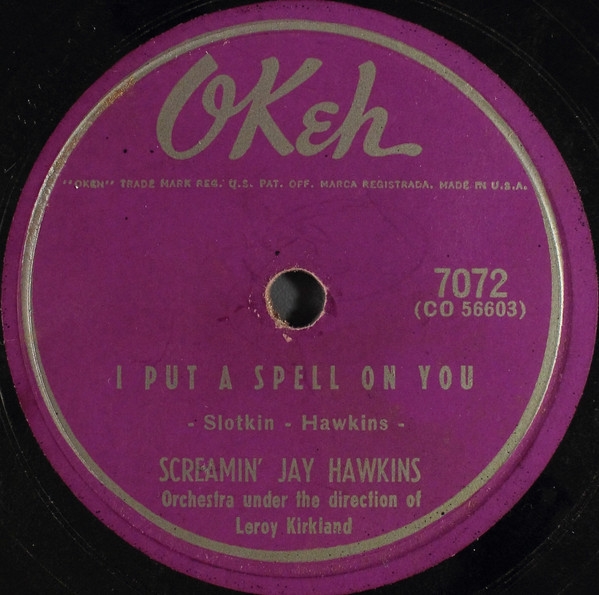 OKeh
"OKEH" TRADE MARK REG. U.S. PAT. OFF. MARCA REGISTRADA. MADE IN U.S.A.
7072
(CO 56603)
I PUT A SPELL ON YOU
- Slotkin - Hawkins -
SCREAMIN' JAY HAWKINS
Orchestra under the direction of
Leroy Kirkland